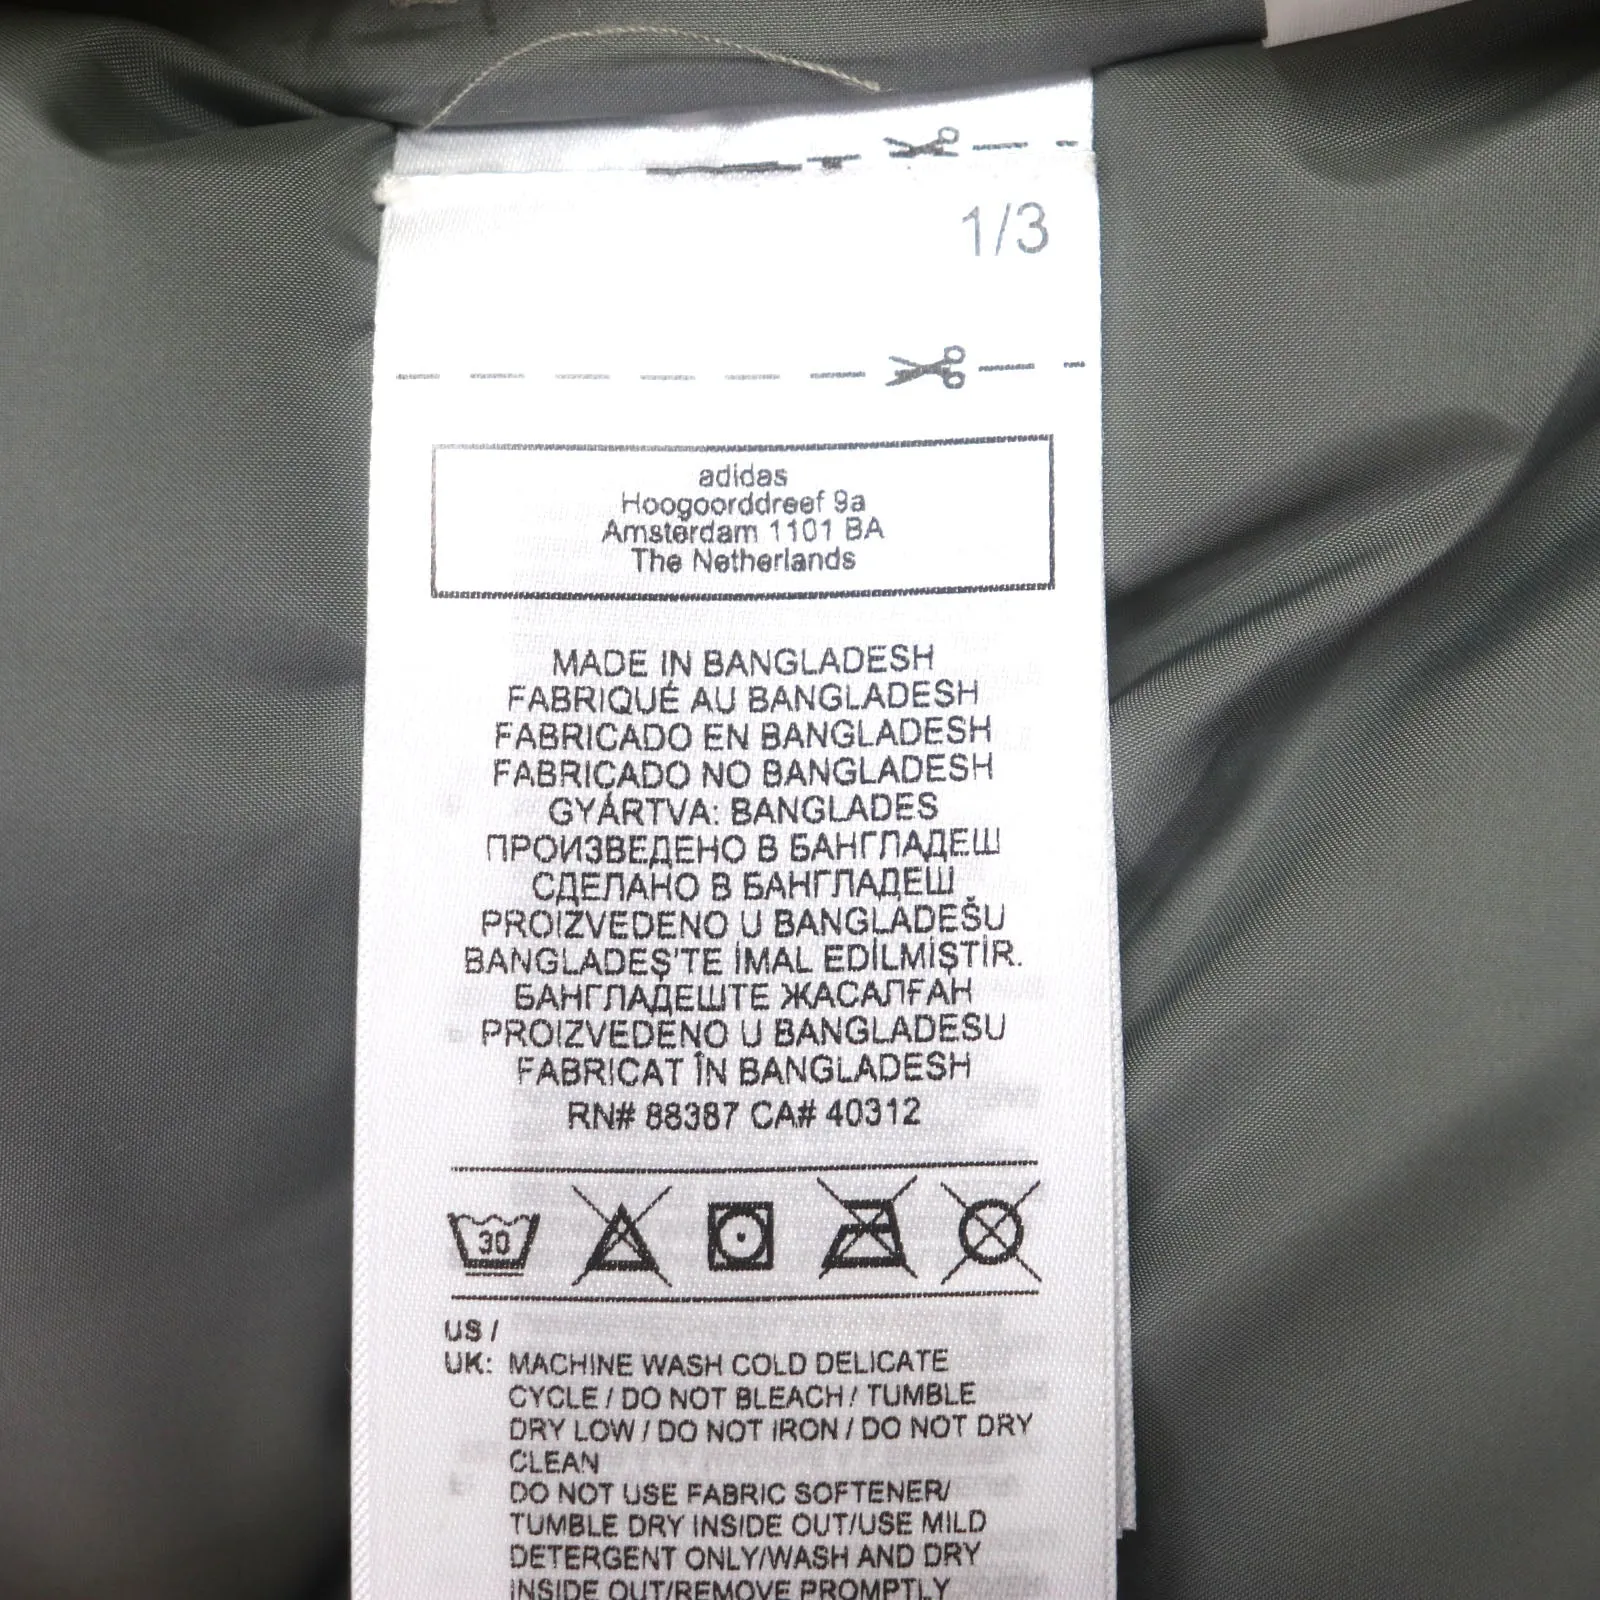 1/3
adidas
Hoogoorddreef 9a
Amsterdam 1101 BA
The Netherlands
MADE IN BANGLADESH
FABRIQUÉ AU BANGLADESH
FABRICADO EN BANGLADESH
FABRICADO NO BANGLADESH
GYÁRTVA: BANGLADES
ПРОИЗВЕДЕНО В БАНГЛАДЕШ
СДЕЛАНО В БАНГЛАДЕШ
PROIZVEDENO U BANGLADEŠU
BANGLADEŞ'TE İMAL EDİLMİŞTİR.
БАНГЛАДЕШТЕ ЖАСАЛҒАН
PROIZVEDENO U BANGLADESU
FABRICAT ÎN BANGLADESH
RN# 88387 CA# 40312
30
US /
UK: MACHINE WASH COLD DELICATE
CYCLE / DO NOT BLEACH / TUMBLE
DRY LOW / DO NOT IRON / DO NOT DRY
CLEAN
DO NOT USE FABRIC SOFTENER/
TUMBLE DRY INSIDE OUT/USE MILD
DETERGENT ONLY/WASH AND DRY
INSIDE OUT/REMOVE PROMPTLY